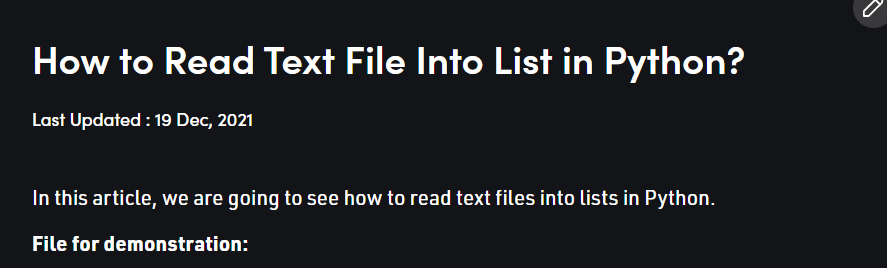 How to Read Text File Into List in Python?
Last Updated : 19 Dec, 2021
In this article, we are going to see how to read text files into lists in Python.
File for demonstration: